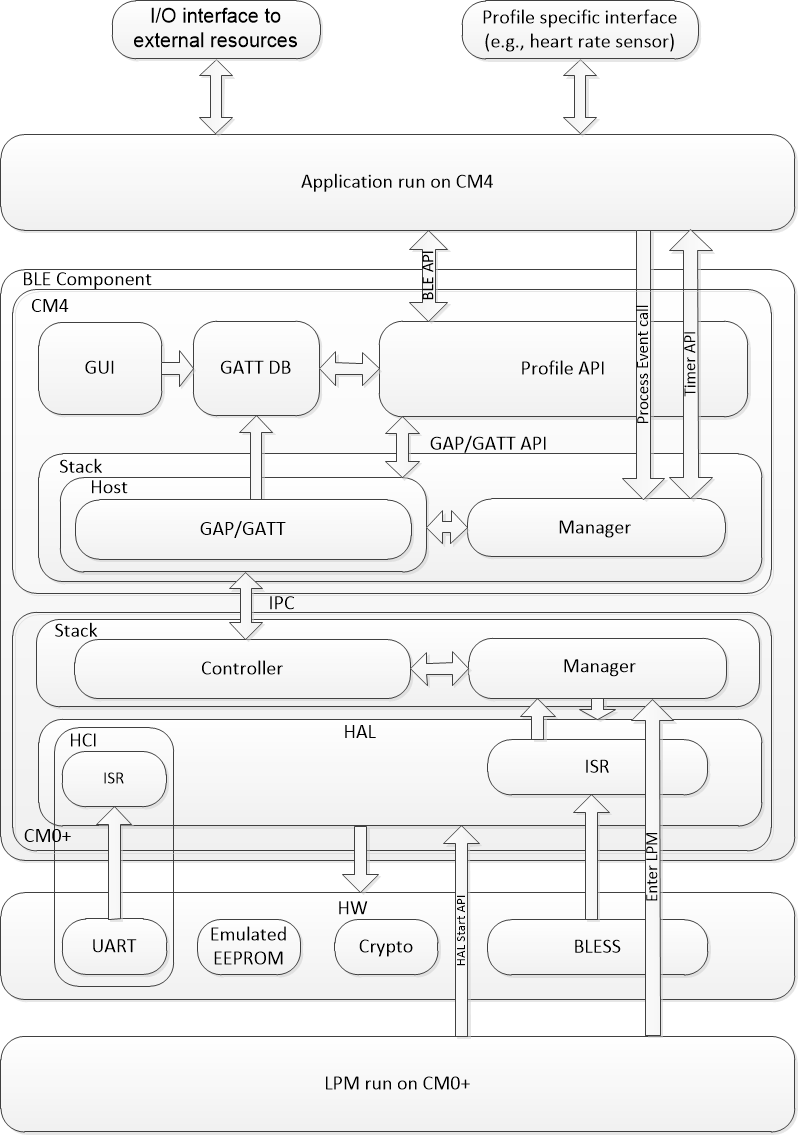 I/O interface to
external resources
Profile specific interface
(e.g., heart rate sensor)
Application run on CM4
BLE API
Process Event call
Timer API
BLE Component
CM4
GUI
GATT DB
Profile API
GAP/GATT API
Stack
Host
GAP/GATT
Manager
IPC
Stack
Controller
Manager
HAL
HCI
ISR
ISR
CM0+
Enter LPM
HAL Start API
HW
UART
Emulated
EEPROM
Crypto
BLESS
LPM run on CM0+